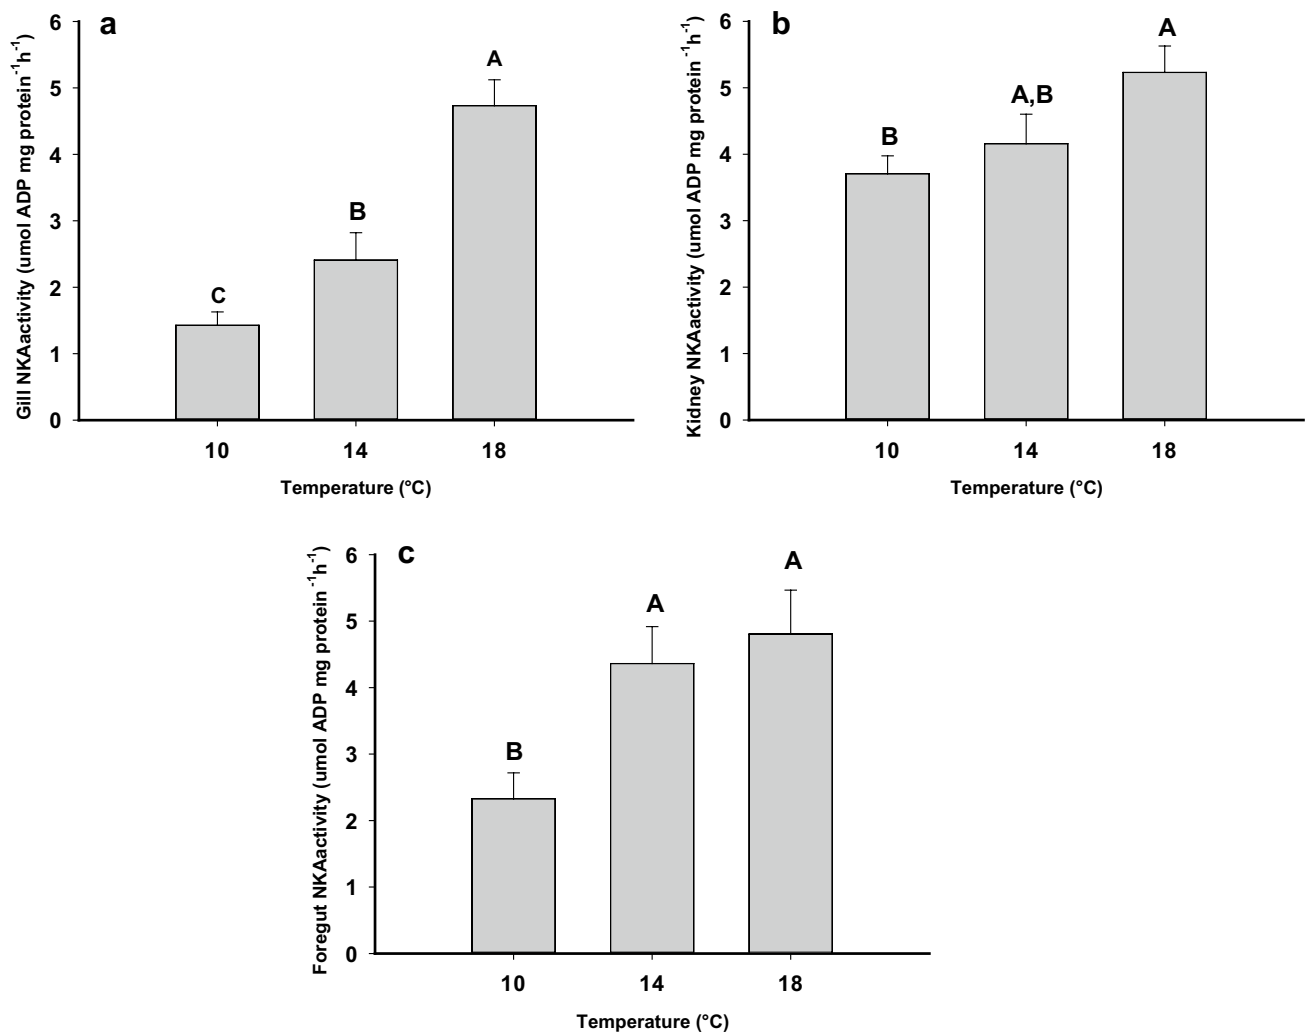 a
Gill NKAactivity (umol ADP mg protein -1h-1)
6
5
4
3
2
1
0
C
B
A
10 14 18
Temperature (°C)
b
Kidney NKAactivity (umol ADP mg protein -1h-1)
6
5
4
3
2
1
0
B
A,B
A
10 14 18
Temperature (°C)
c
Foregut NKAactivity (umol ADP mg protein -1h-1)
6
5
4
3
2
1
0
B
A
A
10 14 18
Temperature (°C)